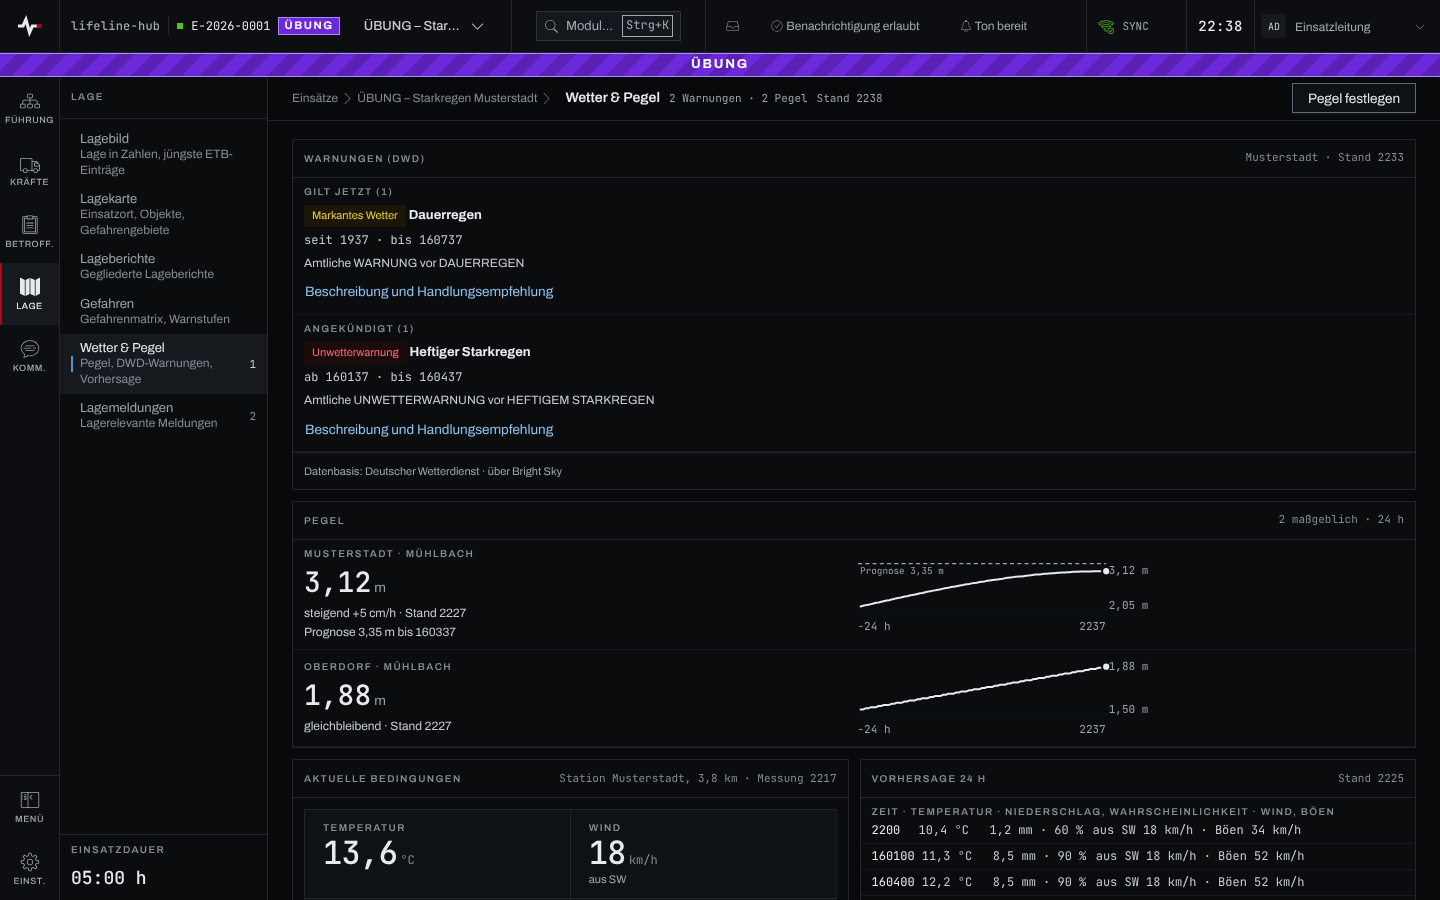 lifeline-hub E-2026-0001 ÜBUNG ÜBUNG – Star... Modul... Strg+K Benachrichtigung erlaubt Ton bereit SYNC 22:38 AD Einsatzleitung
ÜBUNG
FÜHRUNG
KRÄFTE
BETROFF.
LAGE
KOMM.
MENÜ
EINST.
LAGE
Lagebild
Lage in Zahlen, jüngste ETB-
Einträge
Lagekarte
Einsatzort, Objekte,
Gefahrengebiete
Lageberichte
Gegliederte Lageberichte
Gefahren
Gefahrenmatrix, Warnstufen
Wetter & Pegel
Pegel, DWD-Warnungen, 1
Vorhersage
Lagemeldungen
Lagerelevante Meldungen 2
EINSATZDAUER
05:00 h
Einsätze ÜBUNG – Starkregen Musterstadt Wetter & Pegel 2 Warnungen · 2 Pegel Stand 2238 Pegel festlegen
WARNUNGEN (DWD) Musterstadt · Stand 2233
GILT JETZT (1)
Markantes Wetter Dauerregen
seit 1937 · bis 160737
Amtliche WARNUNG vor DAUERREGEN
Beschreibung und Handlungsempfehlung
ANGEKÜNDIGT (1)
Unwetterwarnung Heftiger Starkregen
ab 160137 · bis 160437
Amtliche UNWETTERWARNUNG vor HEFTIGEM STARKREGEN
Beschreibung und Handlungsempfehlung
Datenbasis: Deutscher Wetterdienst · über Bright Sky
PEGEL 2 maßgeblich · 24 h
MUSTERSTADT · MÜHLBACH
3,12 m
steigend +5 cm/h · Stand 2227
Prognose 3,35 m bis 160337
Prognose 3,35 m 3,12 m
2,05 m
-24 h 2237
OBERDORF · MÜHLBACH
1,88 m
gleichbleibend · Stand 2227
1,88 m
1,50 m
-24 h 2237
AKTUELLE BEDINGUNGEN Station Musterstadt, 3,8 km · Messung 2217
TEMPERATUR
13,6 °C
WIND
18 km/h
aus SW
VORHERSAGE 24 H Stand 2225
ZEIT · TEMPERATUR · NIEDERSCHLAG, WAHRSCHEINLICHKEIT · WIND, BÖEN
2200 10,4 °C 1,2 mm · 60 % aus SW 18 km/h · Böen 34 km/h
160100 11,3 °C 8,5 mm · 90 % aus SW 18 km/h · Böen 52 km/h
160400 12,2 °C 8,5 mm · 90 % aus SW 18 km/h · Böen 52 km/h